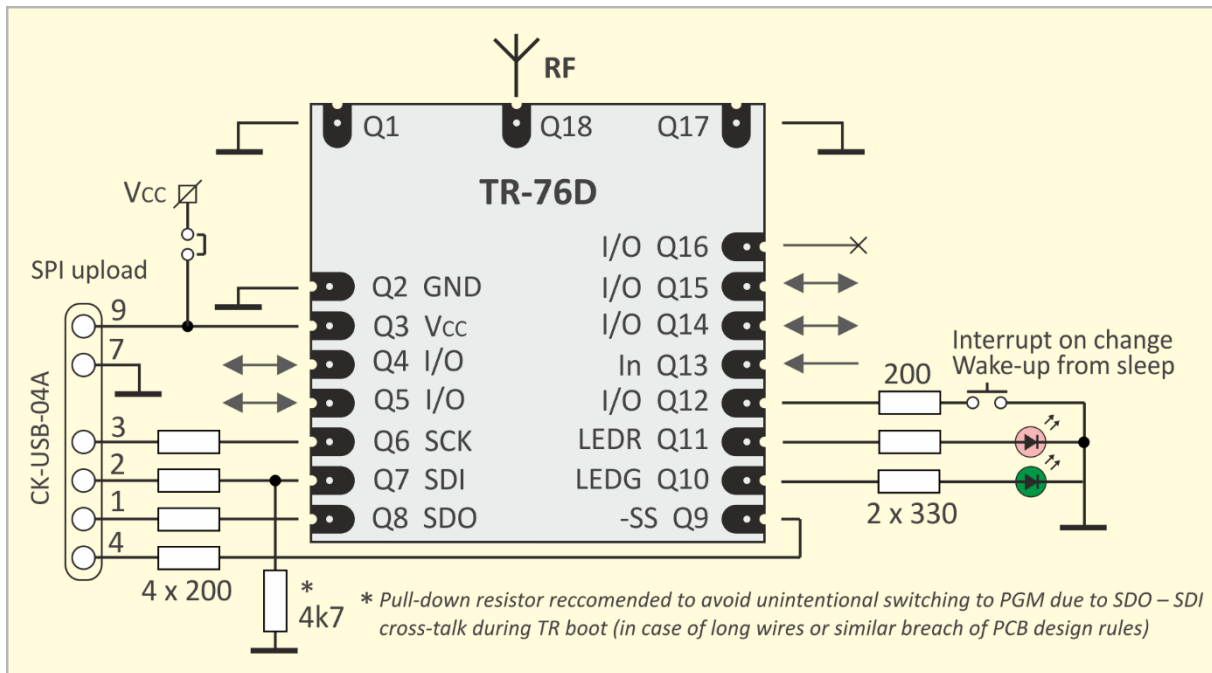 RF
Q1
Q18
Q17
TR-76D
VCC
SPI upload
CK-USB-04A
9
7
3
2
1
4
4 x 200
*
4k7
Q2 GND
Q3 VCC
Q4 I/O
Q5 I/O
Q6 SCK
Q7 SDI
Q8 SDO
I/O Q16
I/O Q15
I/O Q14
In Q13
I/O Q12
LEDR Q11
LEDG Q10
-SS Q9
Interrupt on change
Wake-up from sleep
200
2 x 330
* Pull-down resistor reccomended to avoid unintentional switching to PGM due to SDO – SDI
cross-talk during TR boot (in case of long wires or similar breach of PCB design rules)